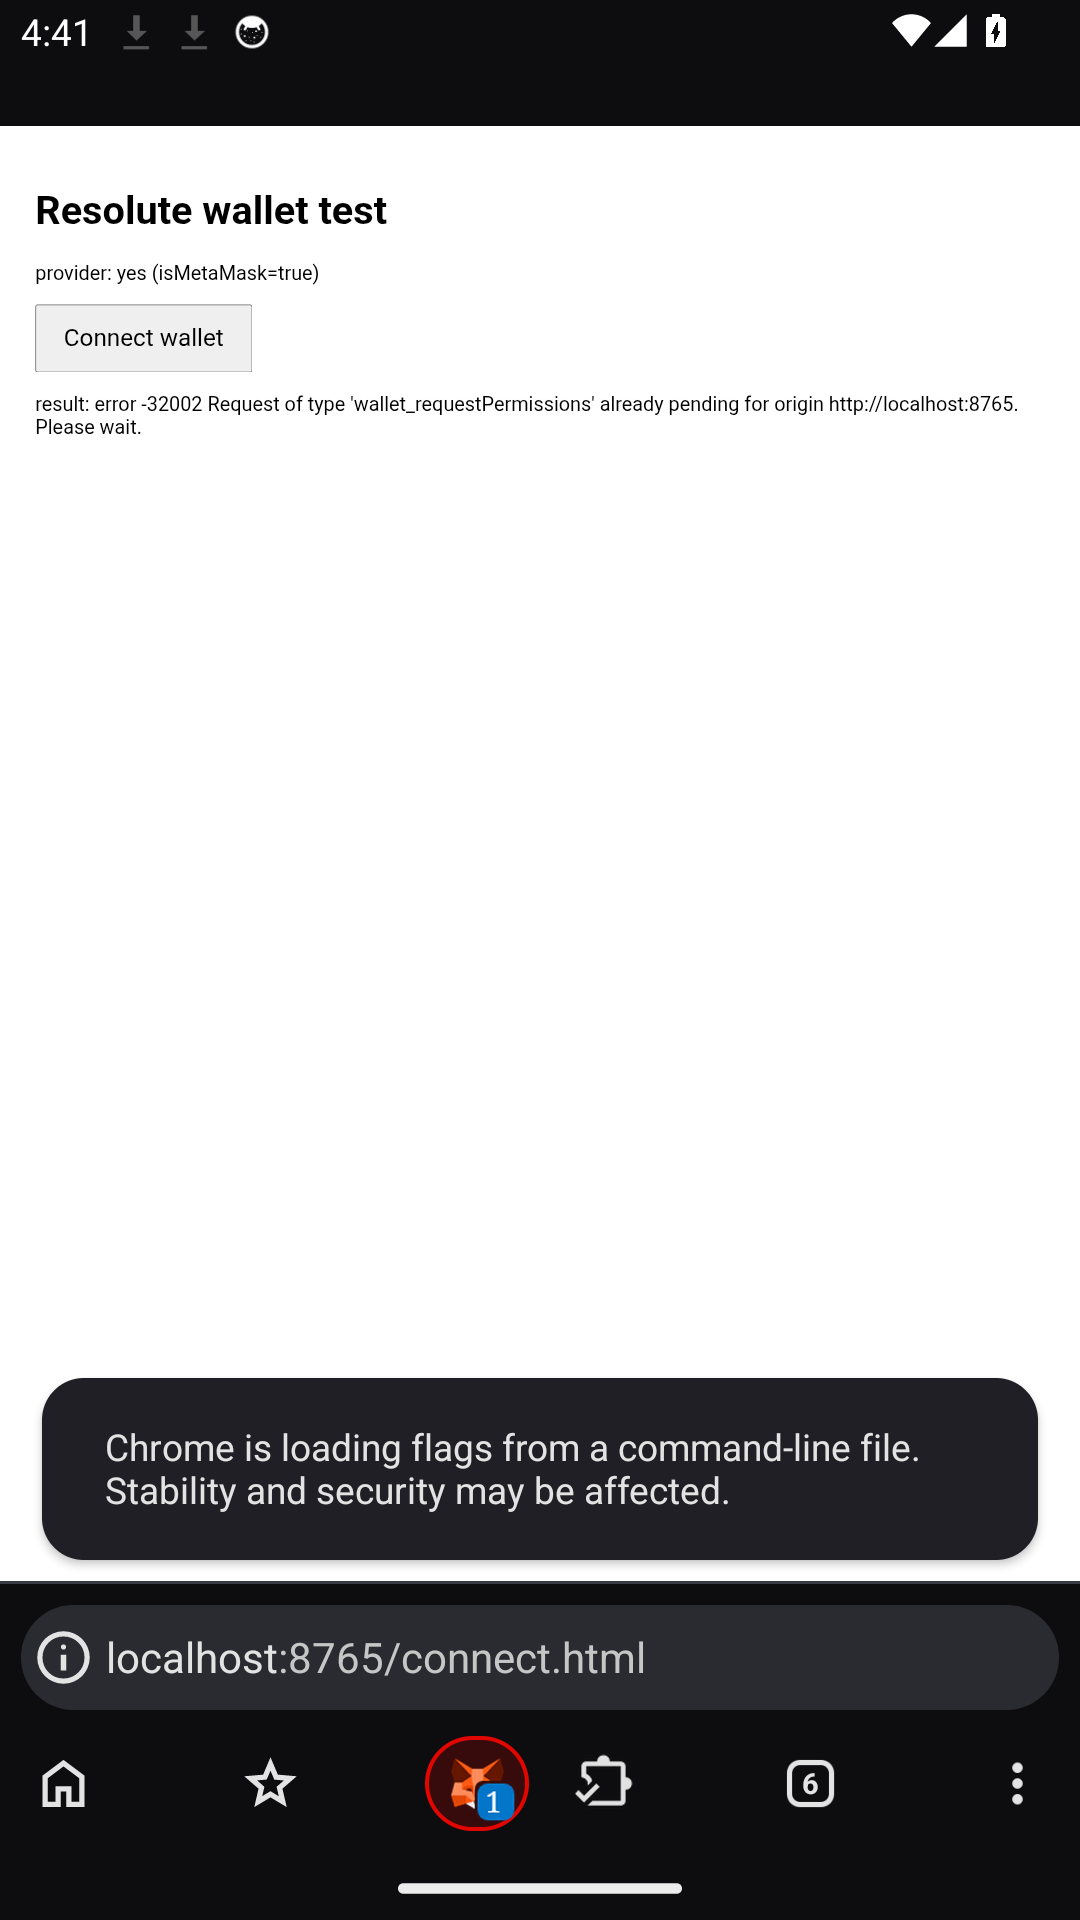 4:41
Resolute wallet test
provider: yes (isMetaMask=true)
Connect wallet
result: error -32002 Request of type 'wallet_requestPermissions' already pending for origin http://localhost:8765.
Please wait.
Chrome is loading flags from a command-line file.
Stability and security may be affected.
localhost:8765/connect.html
1
6